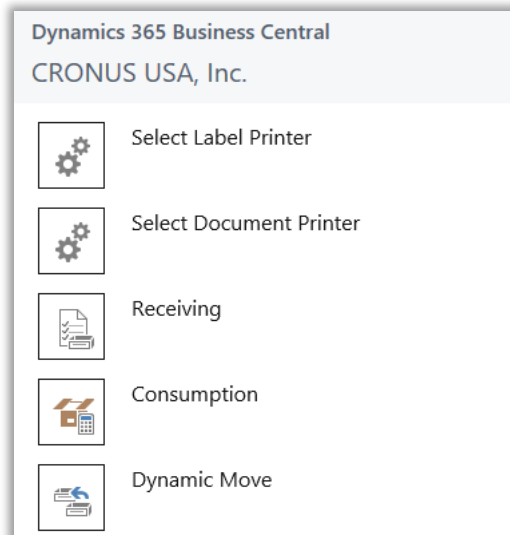 Dynamics 365 Business Central
CRONUS USA, Inc.
Select Label Printer
Select Document Printer
Receiving
Consumption
Dynamic Move